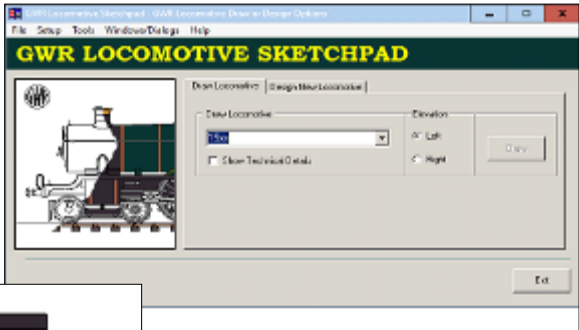 GWR Locomotive Sketchpad - GWR Locomotive Draw or Design Options
File Setup Tools Windows/Dialogs Help
GWR LOCOMOTIVE SKETCHPAD
GWR
Draw Locomotive Design New Locomotive
Draw Locomotive Elevation
Left
Draw
Show Technical Details Right
Exit